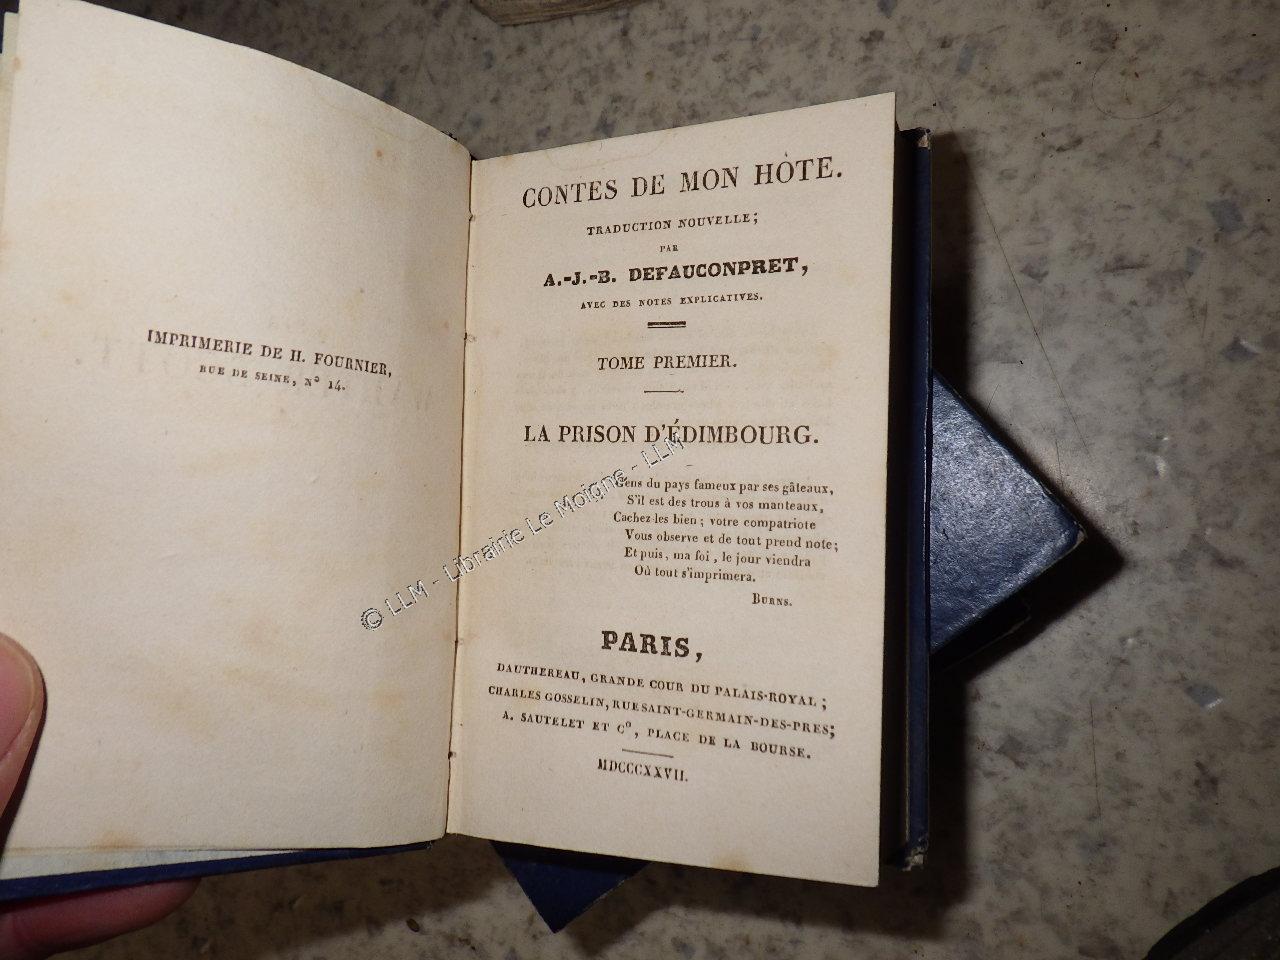 IMPRIMERIE DE H. FOURNIER,
RUE DE SEINE, Nº 14.
CONTES DE MON HÔTE.
TRADUCTION NOUVELLE;
PAR
A.-J.-B. DEFAUCONPRET,
AVEC DES NOTES EXPLICATIVES.
TOME PREMIER.
LA PRISON D'ÉDIMBOURG.
Gens du pays fameux par ses gâteaux,
S'il est des trous à vos manteaux,
Cachez-les bien; votre compatriote
Vous observe et de tout prend note;
Et puis, ma foi, le jour viendra
Où tout s'imprimera.
BURNS.
PARIS,
DAUTHEREAU, GRANDE COUR DU PALAIS-ROYAL;
CHARLES GOSSELIN, RUE SAINT-GERMAIN-DES-PRES;
A. SAUTELET ET Cº, PLACE DE LA BOURSE.
MDCCCXXVII.
© LLM - Librairie Le Moigne - LLM